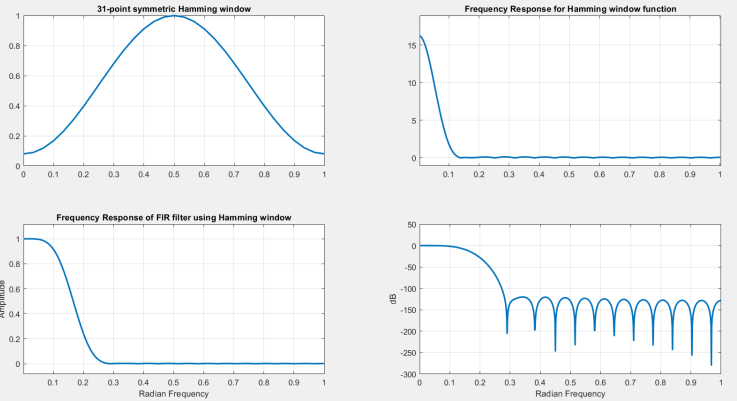 31-point symmetric Hamming window
1
0.8
0.6
0.4
0.2
0
0 0.1 0.2 0.3 0.4 0.5 0.6 0.7 0.8 0.9 1
Frequency Response for Hamming window function
15
10
5
0
0.1 0.2 0.3 0.4 0.5 0.6 0.7 0.8 0.9 1
Frequency Response of FIR filter using Hamming window
Amplitude
1
0.8
0.6
0.4
0.2
0
0.1 0.2 0.3 0.4 0.5 0.6 0.7 0.8 0.9 1
Radian Frequency
dB
50
0
-50
-100
-150
-200
-250
-300
0 0.1 0.2 0.3 0.4 0.5 0.6 0.7 0.8 0.9 1
Radian Frequency